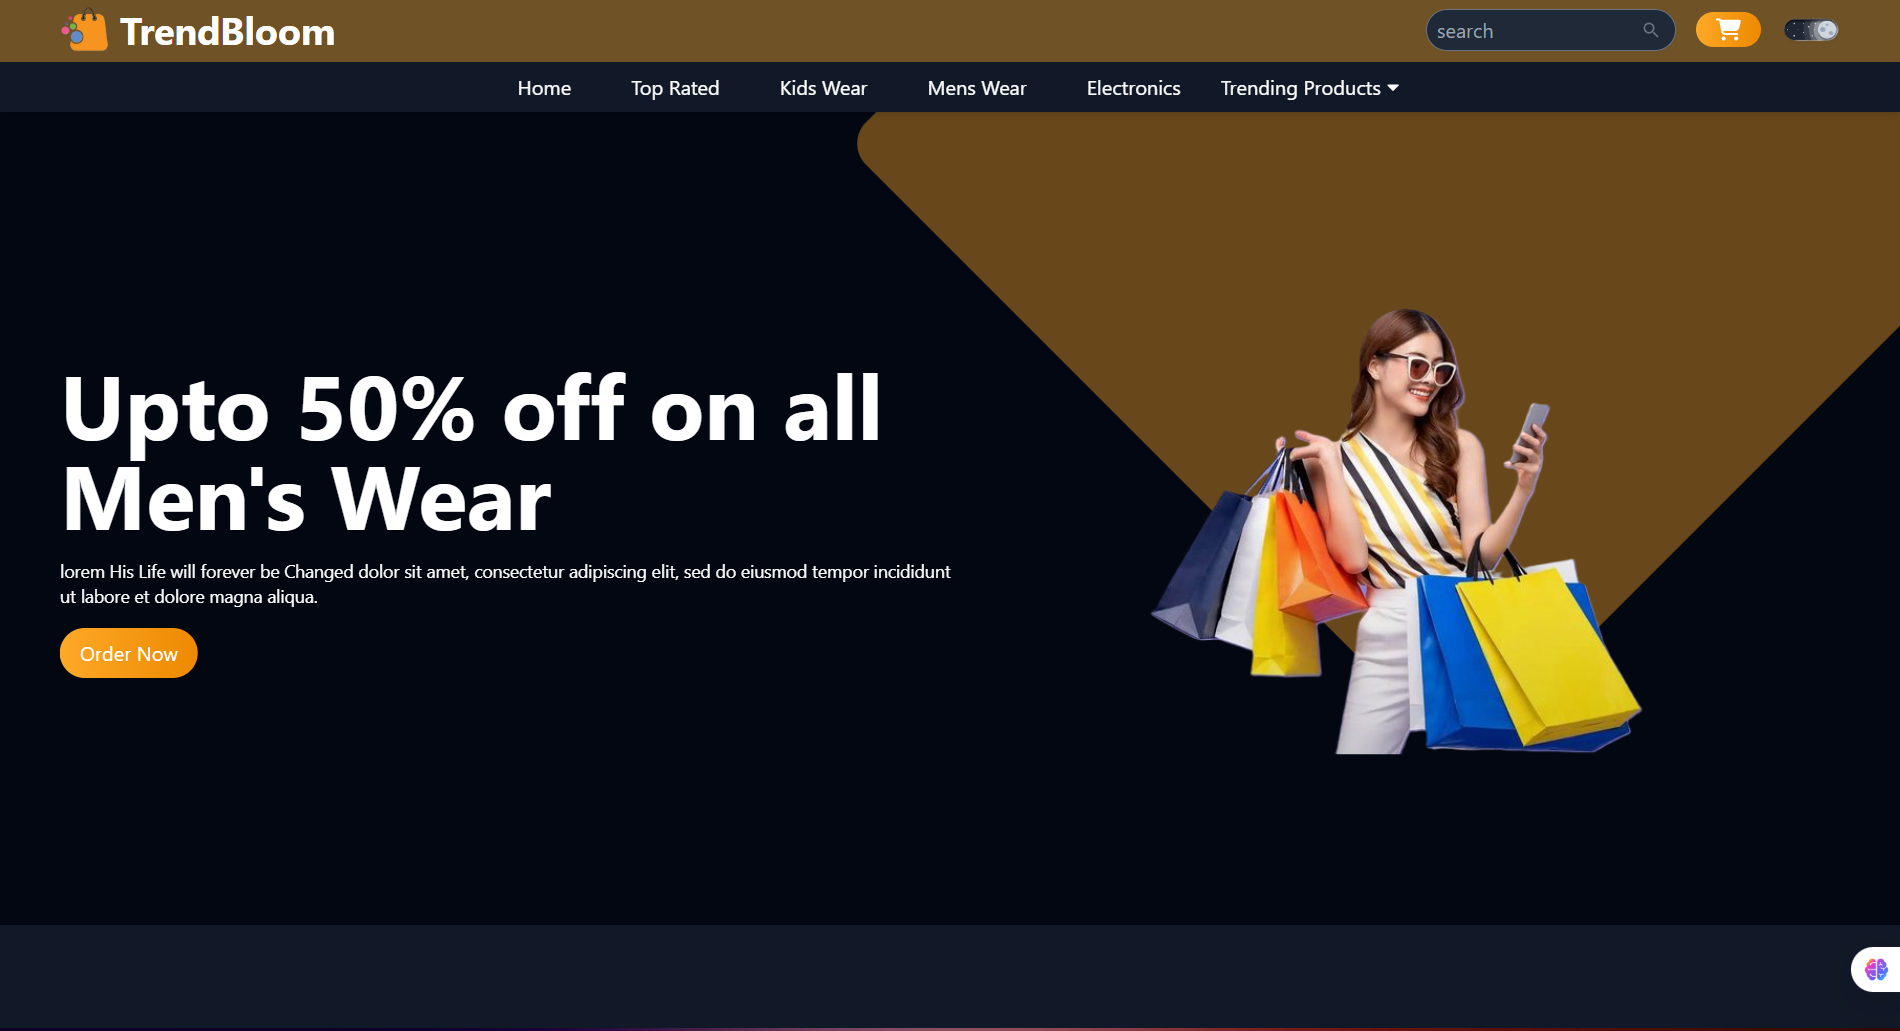 TrendBloom
search
Home Top Rated Kids Wear Mens Wear Electronics Trending Products
Upto 50% off on all
Men's Wear
lorem His Life will forever be Changed dolor sit amet, consectetur adipiscing elit, sed do eiusmod tempor incididunt
ut labore et dolore magna aliqua.
Order Now